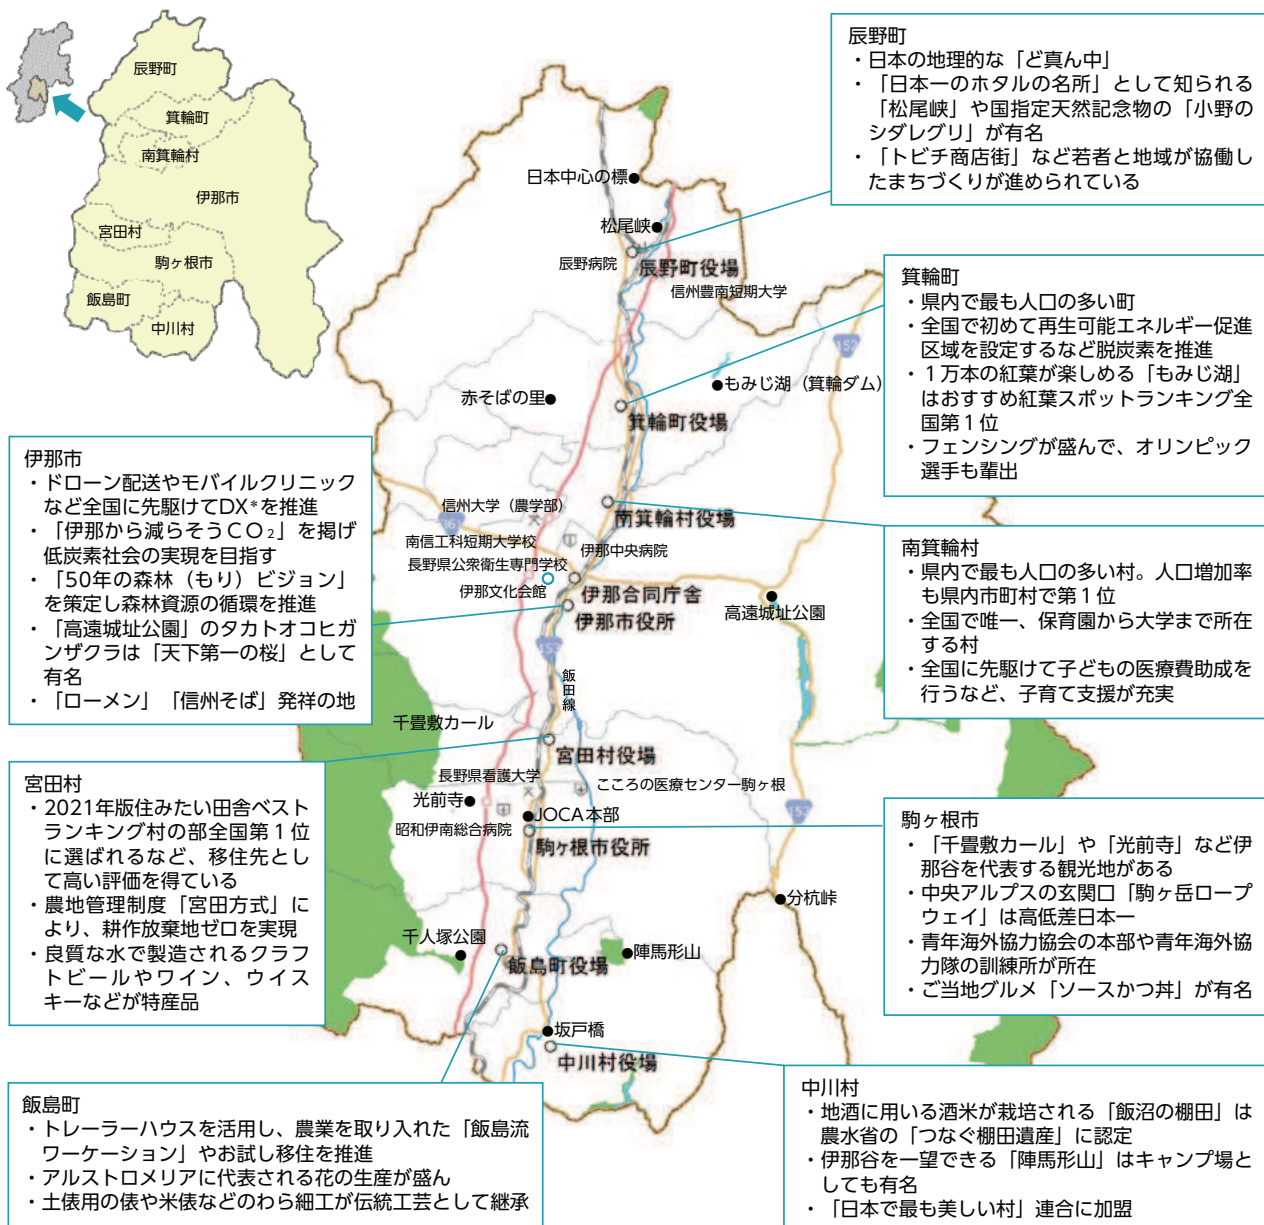 辰野町
箕輪町
南箕輪村
伊那市
宮田村
駒ヶ根市
飯島町
中川村
辰野町
・日本の地理的な「ど真ん中」
・「日本一のホタルの名所」として知られる
「松尾峡」や国指定天然記念物の「小野の
シダレグリ」が有名
・「トビチ商店街」など若者と地域が協働し
たまちづくりが進められている
箕輪町
・県内で最も人口の多い町
・全国で初めて再生可能エネルギー促進
区域を設定するなど脱炭素を推進
・１万本の紅葉が楽しめる「もみじ湖」
はおすすめ紅葉スポットランキング全
国第１位
・フェンシングが盛んで、オリンピック
選手も輩出
南箕輪村
・県内で最も人口の多い村。人口増加率
も県内市町村で第１位
・全国で唯一、保育園から大学まで所在
する村
・全国に先駆けて子どもの医療費助成を
行うなど、子育て支援が充実
駒ヶ根市
・「千畳敷カール」や「光前寺」など伊
那谷を代表する観光地がある
・中央アルプスの玄関口「駒ヶ岳ロープ
ウェイ」は高低差日本一
・青年海外協力協会の本部や青年海外協
力隊の訓練所が所在
・ご当地グルメ「ソースかつ丼」が有名
中川村
・地酒に用いる酒米が栽培される「飯沼の棚田」は
農水省の「つなぐ棚田遺産」に認定
・伊那谷を一望できる「陣馬形山」はキャンプ場と
しても有名
・「日本で最も美しい村」連合に加盟
伊那市
・ドローン配送やモバイルクリニック
など全国に先駆けてDX*を推進
・「伊那から減らそうＣＯ₂」を掲げ
低炭素社会の実現を目指す
・「50年の森林（もり）ビジョン」
を策定し森林資源の循環を推進
・「高遠城址公園」のタカトオコヒガ
ンザクラは「天下第一の桜」として
有名
・「ローメン」「信州そば」発祥の地
宮田村
・2021年版住みたい田舎ベスト
ランキング村の部全国第１位
に選ばれるなど、移住先とし
て高い評価を得ている
・農地管理制度「宮田方式」に
より、耕作放棄地ゼロを実現
・良質な水で製造されるクラフ
トビールやワイン、ウイス
キーなどが特産品
飯島町
・トレーラーハウスを活用し、農業を取り入れた「飯島流
ワーケーション」やお試し移住を推進
・アルストロメリアに代表される花の生産が盛ん
・土俵用の俵や米俵などのわら細工が伝統工芸として継承
日本中心の標
松尾峡
辰野病院
辰野町役場
信州豊南短期大学
152
もみじ湖（箕輪ダム）
赤そばの里
箕輪町役場
信州大学（農学部）
361
南箕輪村役場
南信工科短期大学校
伊那中央病院
長野県公衆衛生専門学校
伊那文化会館
伊那合同庁舎
伊那市役所
高遠城址公園
153
飯田線
千畳敷カール
宮田村役場
長野県看護大学
こころの医療センター駒ヶ根
光前寺
152
JOCA本部
昭和伊南総合病院
駒ヶ根市役所
分杭峠
千人塚公園
飯島町役場
陣馬形山
坂戸橋
中川村役場